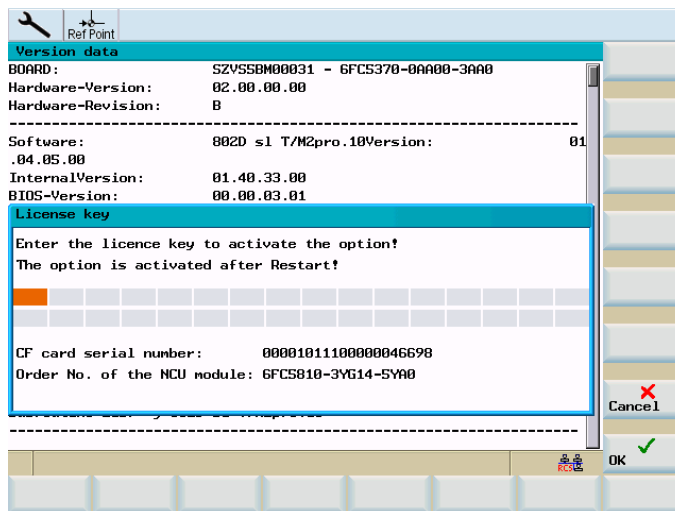 Ref Point
Version data
BOARD: SZVS5BM00031 - 6FC5370-0AA00-3AA0
Hardware-Version: 02.00.00.00
Hardware-Revision: B
Software: 802D sl T/M2pro.10Version: 01
.04.05.00
InternalVersion: 01.40.33.00
BIOS-Version: 00.00.03.01
License key
Enter the licence key to activate the option!
The option is activated after Restart!
CF card serial number: 00001011100000046698
Order No. of the NCU module: 6FC5810-3YG14-5YA0
Cancel
OK
RCS